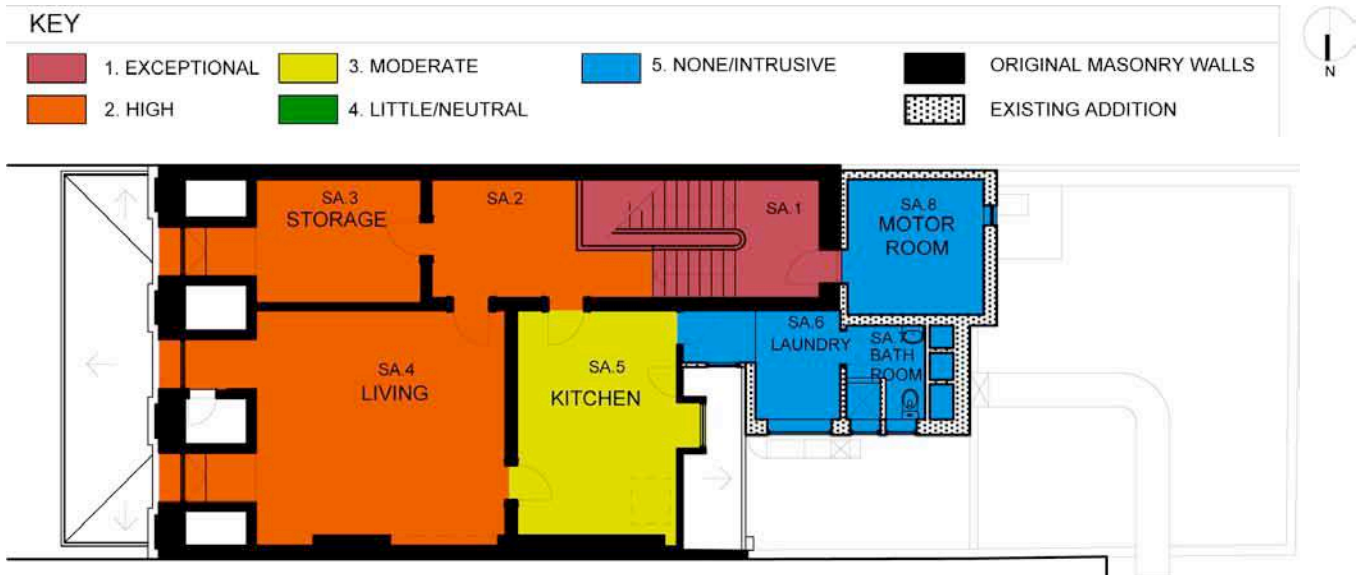 KEY
1. EXCEPTIONAL
3. MODERATE
5. NONE/INTRUSIVE
ORIGINAL MASONRY WALLS
2. HIGH
4. LITTLE/NEUTRAL
EXISTING ADDITION
N
SA.3
STORAGE
SA.2
SA.1
SA.8
MOTOR
ROOM
SA.4
LIVING
SA.5
KITCHEN
SA.6
LAUNDRY
SA.7
BATH
ROOM